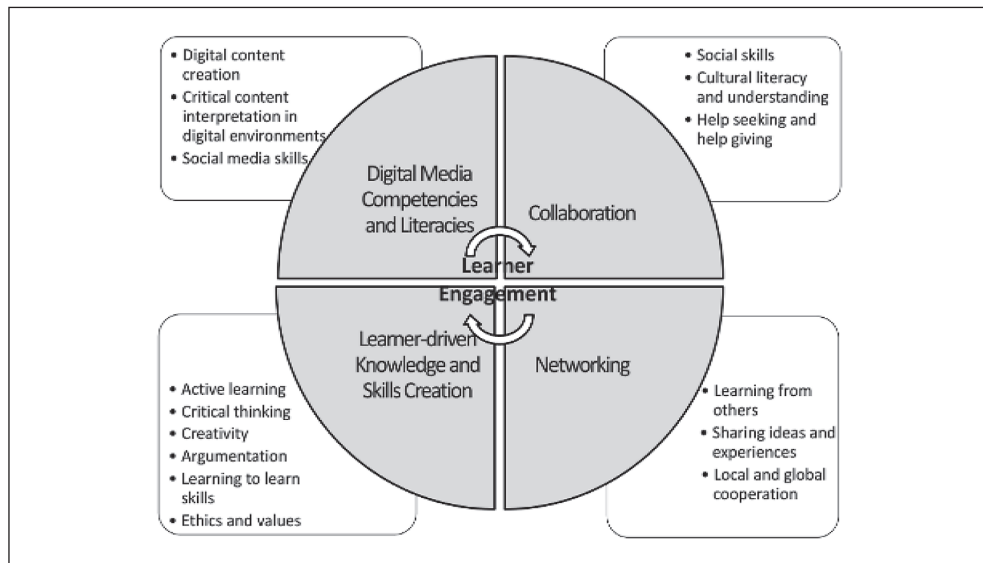 • Digital content
creation
• Critical content
interpretation in
digital environments
• Social media skills
• Social skills
• Cultural literacy
and understanding
• Help seeking and
help giving
Digital Media
Competencies
and Literacies
Collaboration
Learner
Engagement
Learner-driven
Knowledge and
Skills Creation
Networking
• Active learning
• Critical thinking
• Creativity
• Argumentation
• Learning to learn
skills
• Ethics and values
• Learning from
others
• Sharing ideas and
experiences
• Local and global
cooperation